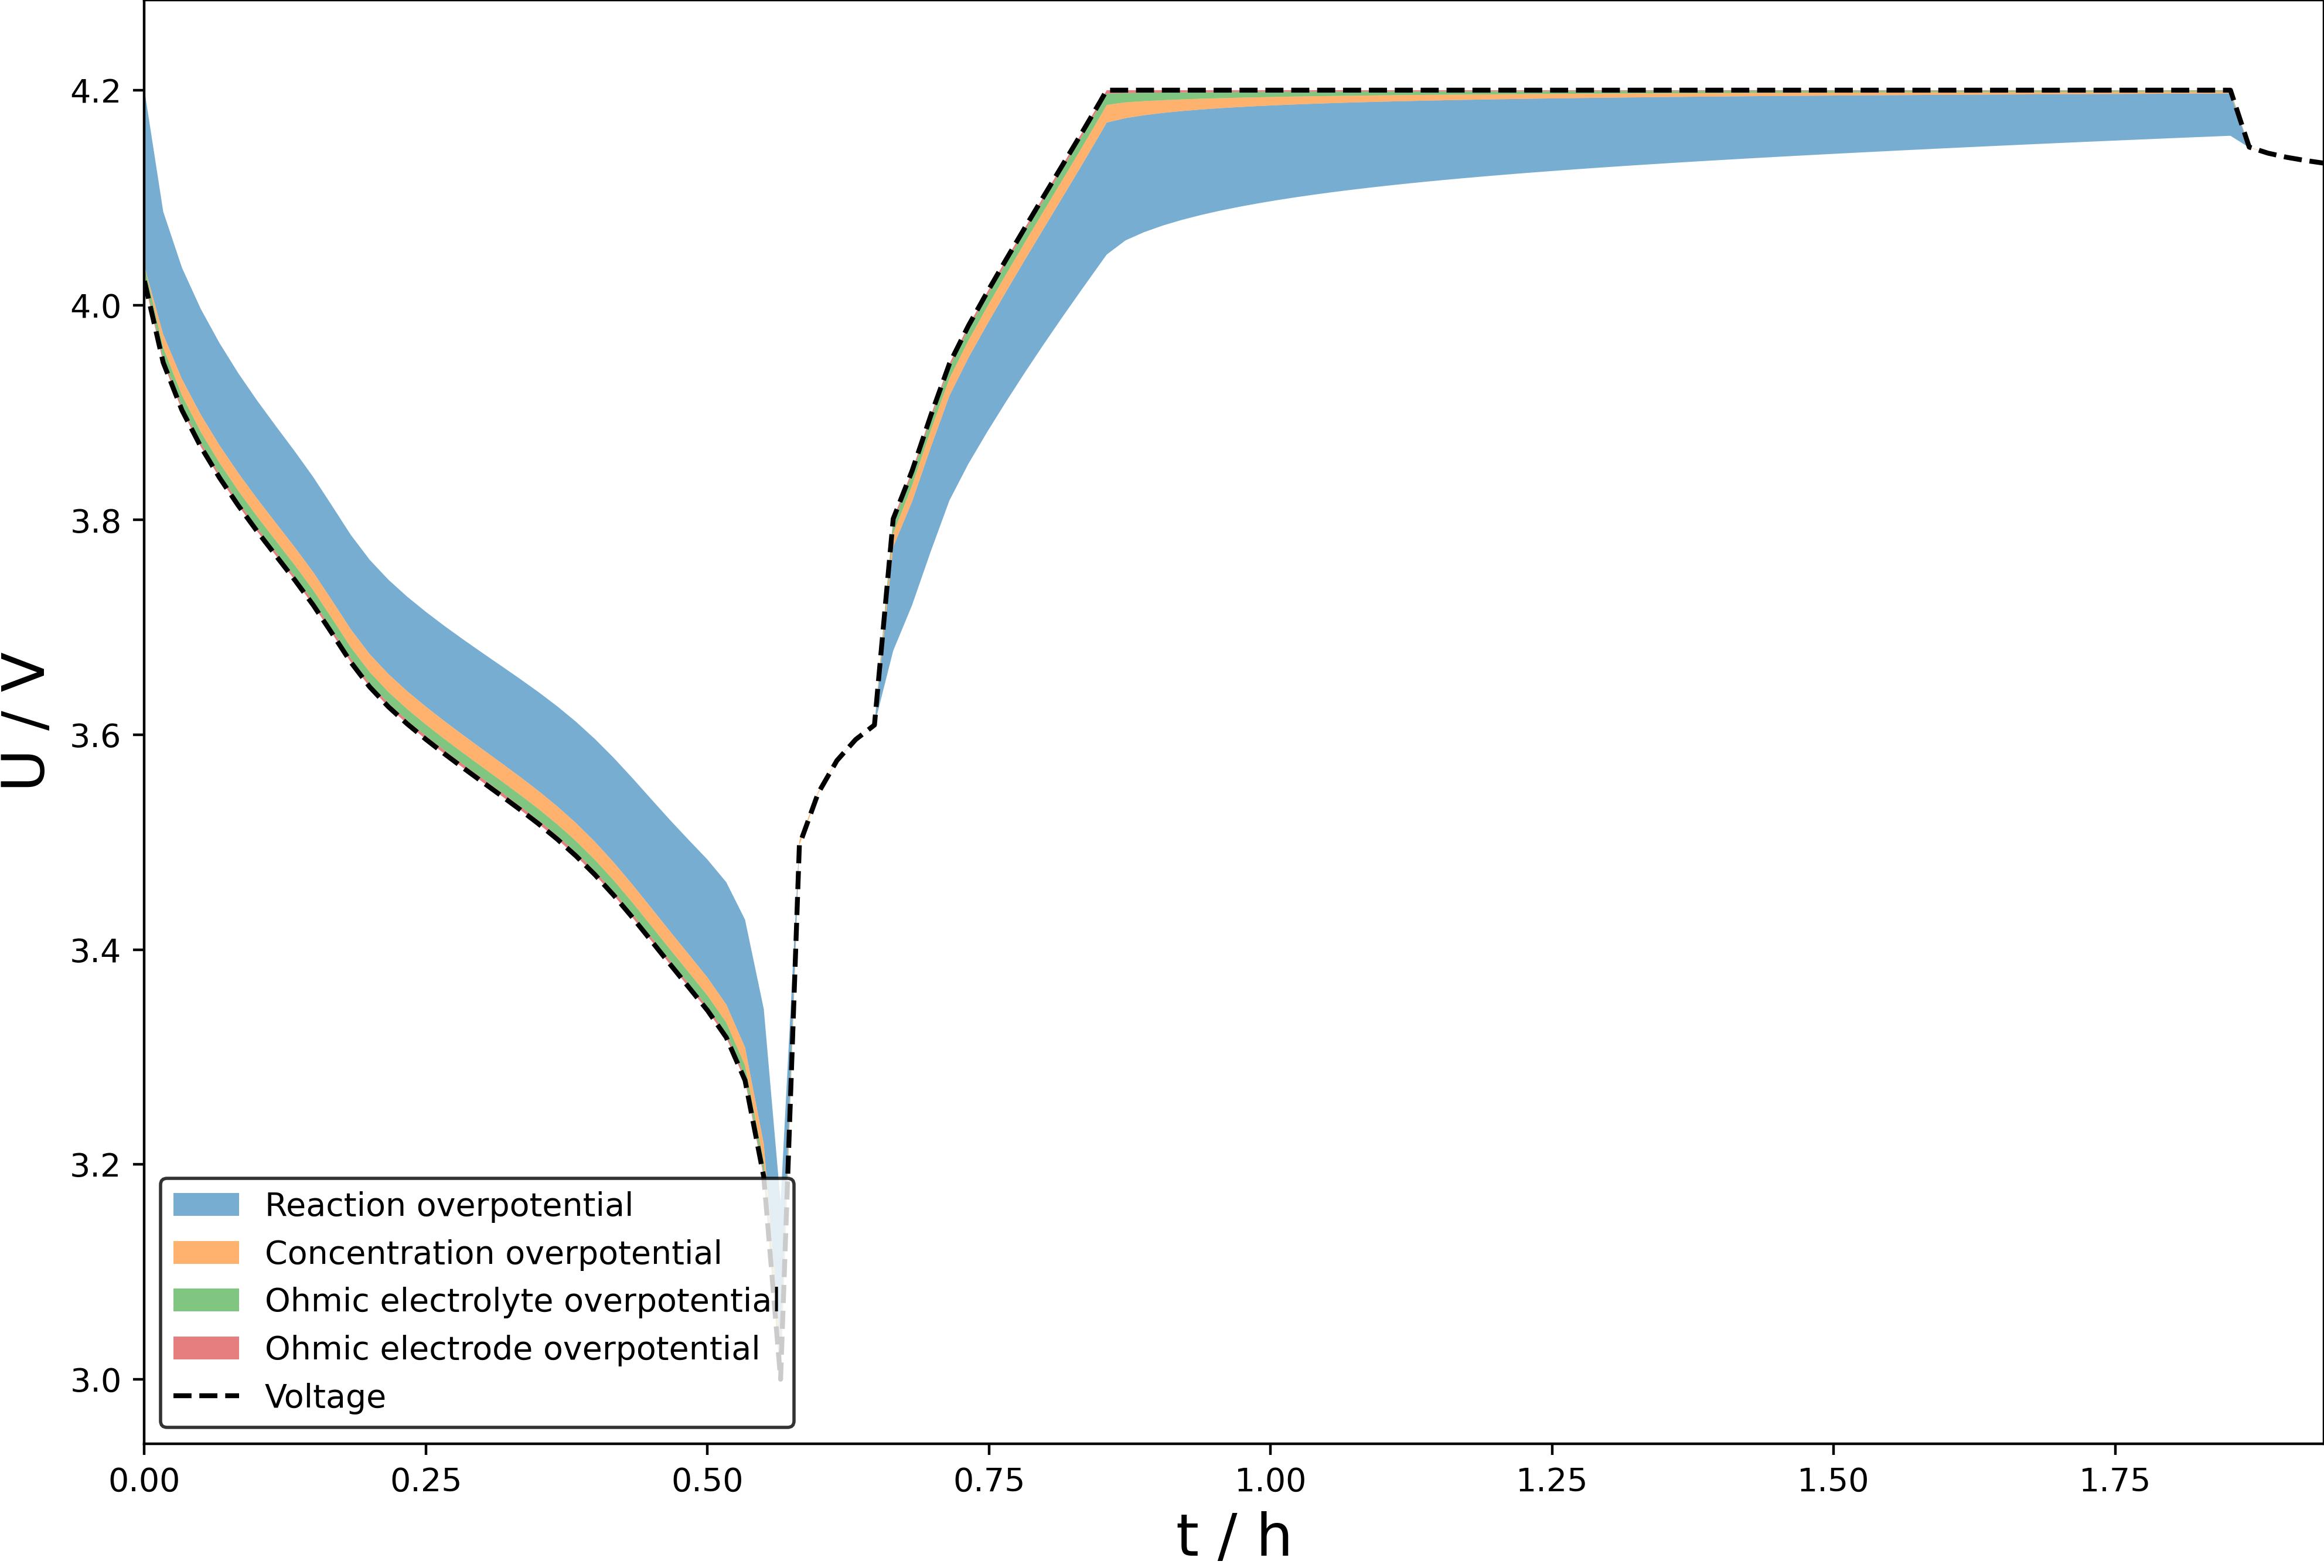 U / V
4.2
4.0
3.8
3.6
3.4
3.2
3.0
Reaction overpotential
Concentration overpotential
Ohmic electrolyte overpotential
Ohmic electrode overpotential
Voltage
0.00 0.25 0.50 0.75 1.00 1.25 1.50 1.75
t / h